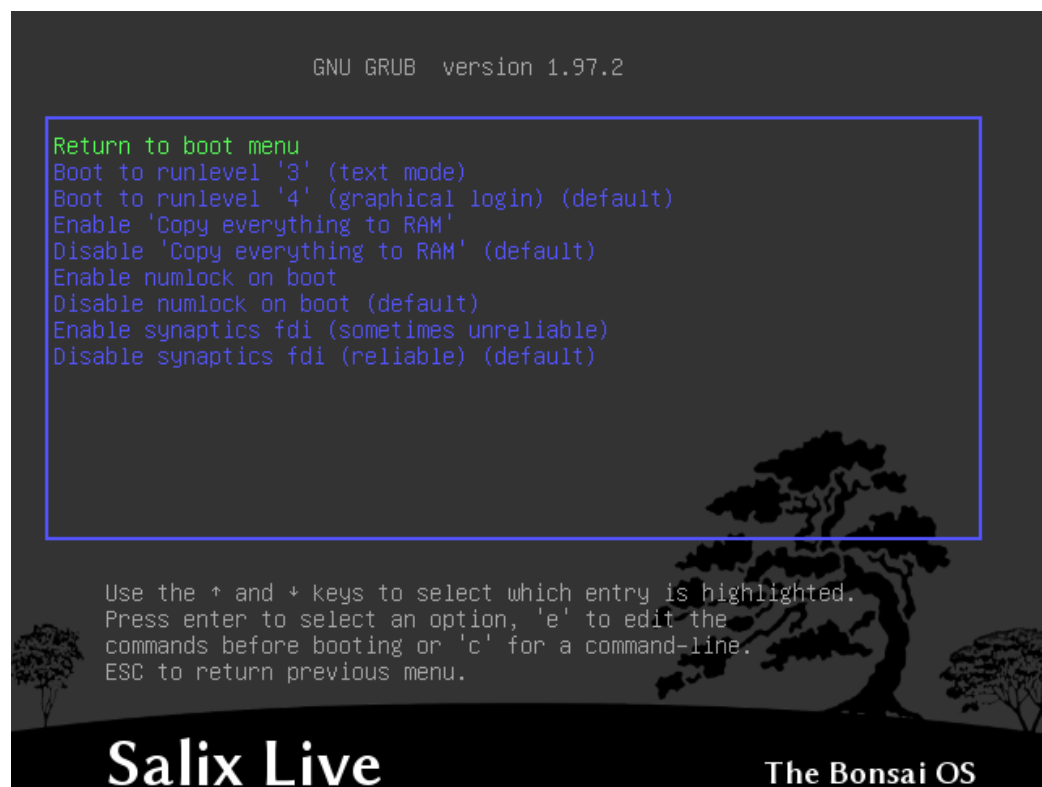 GNU GRUB  version 1.97.2
Return to boot menu
Boot to runlevel '3' (text mode)
Boot to runlevel '4' (graphical login) (default)
Enable 'Copy everything to RAM'
Disable 'Copy everything to RAM' (default)
Enable numlock on boot
Disable numlock on boot (default)
Enable synaptics fdi (sometimes unreliable)
Disable synaptics fdi (reliable) (default)
Use the ↑ and ↓ keys to select which entry is highlighted.
Press enter to select an option, 'e' to edit the
commands before booting or 'c' for a command-line.
ESC to return previous menu.
Salix Live
The Bonsai OS